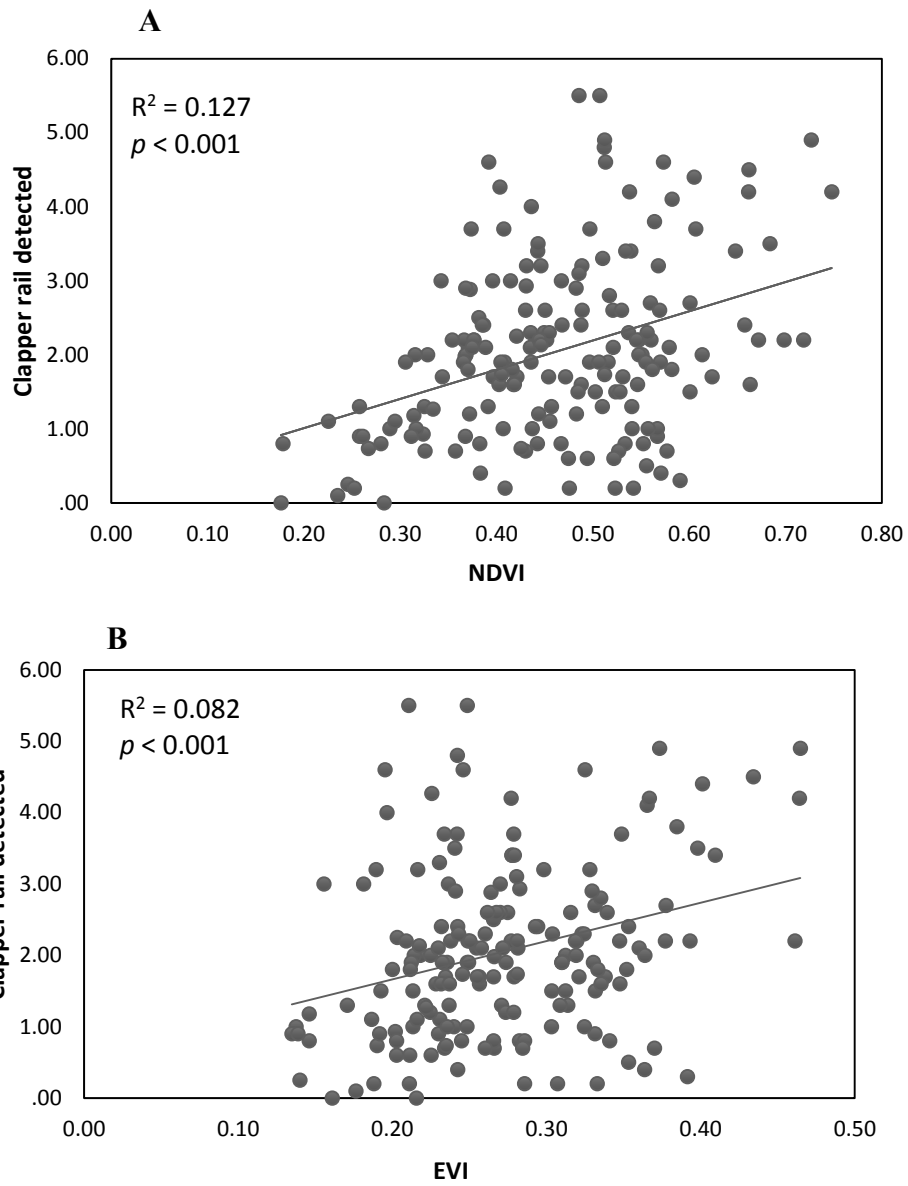 A
6.00
5.00
4.00
3.00
2.00
1.00
.00
R² = 0.127
p < 0.001
Clapper rail detected
0.00 0.10 0.20 0.30 0.40 0.50 0.60 0.70 0.80
NDVI
B
6.00
5.00
4.00
3.00
2.00
1.00
.00
R² = 0.082
p < 0.001
Clapper rail detected
0.00 0.10 0.20 0.30 0.40 0.50
EVI